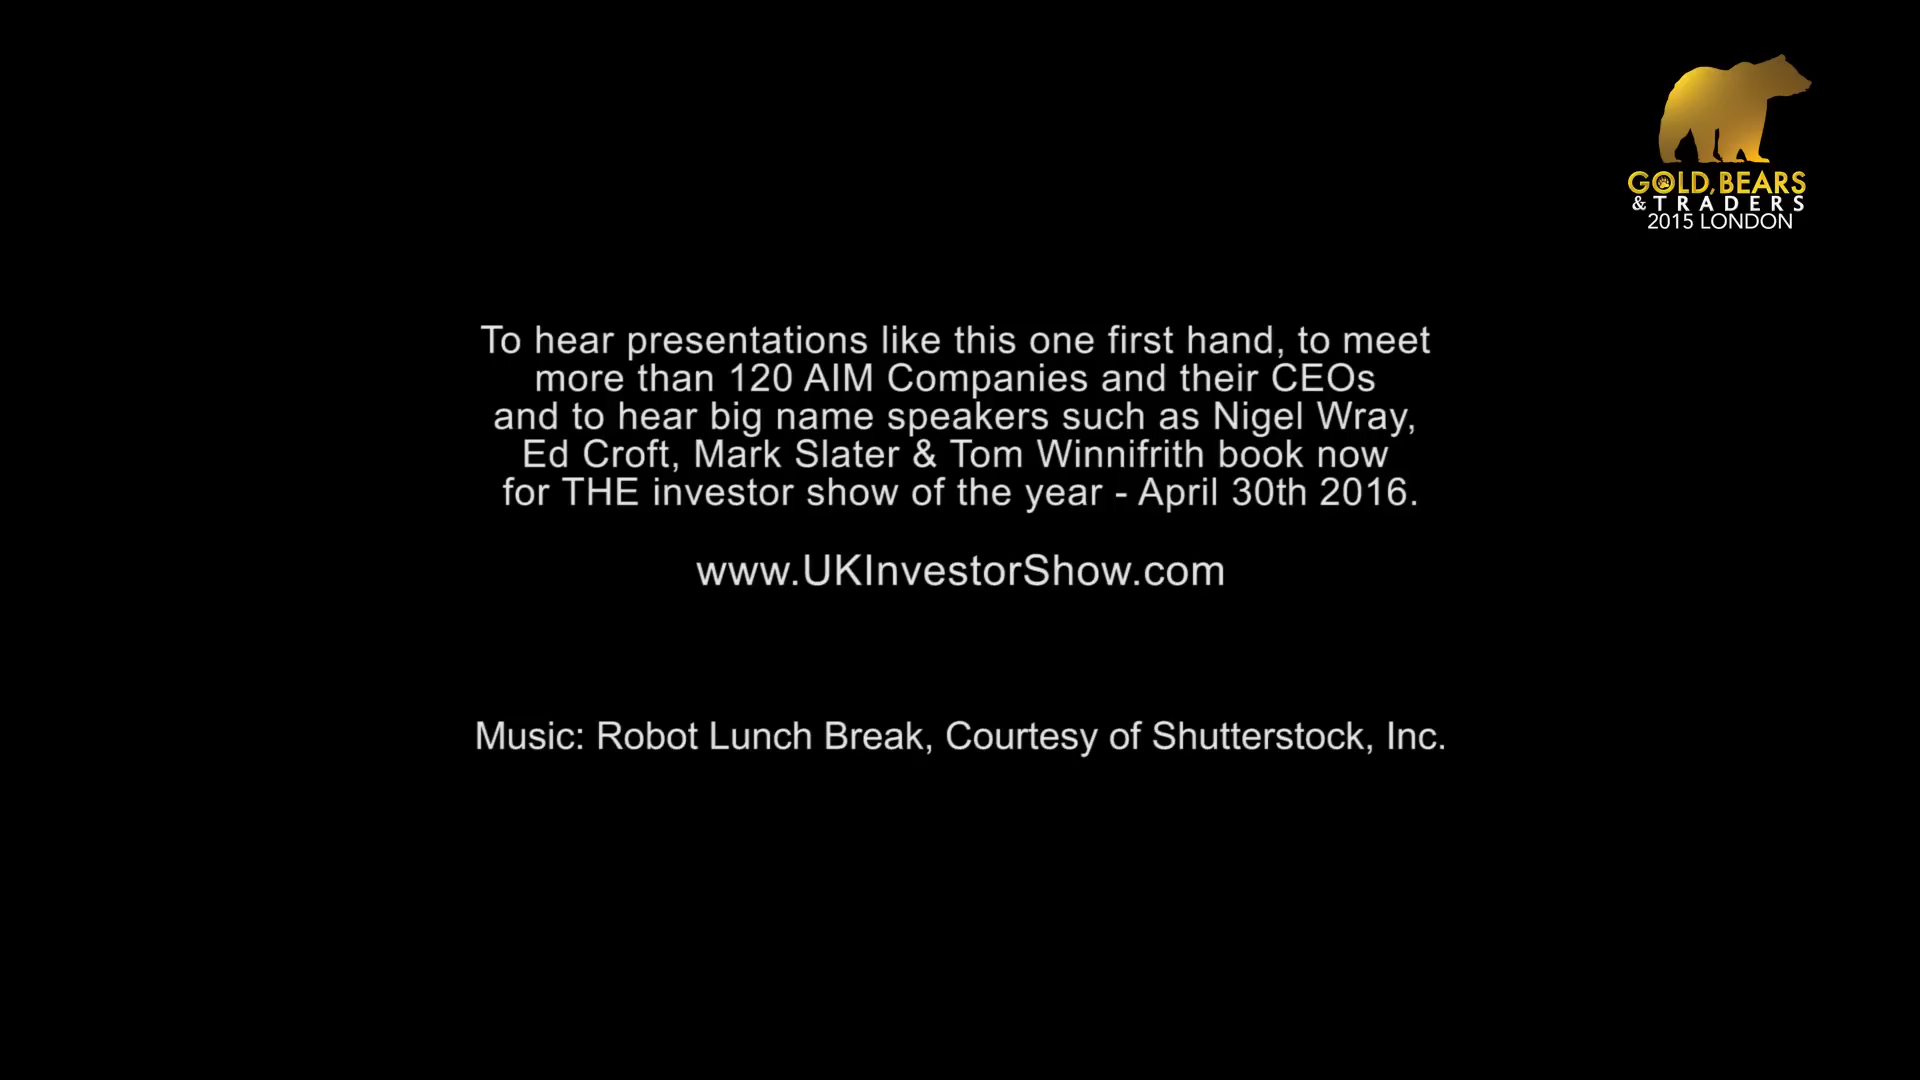 GOLD, BEARS
& TRADERS
2015 LONDON
To hear presentations like this one first hand, to meet
more than 120 AIM Companies and their CEOs
and to hear big name speakers such as Nigel Wray,
Ed Croft, Mark Slater & Tom Winnifrith book now
for THE investor show of the year - April 30th 2016.
www.UKInvestorShow.com
Music: Robot Lunch Break, Courtesy of Shutterstock, Inc.